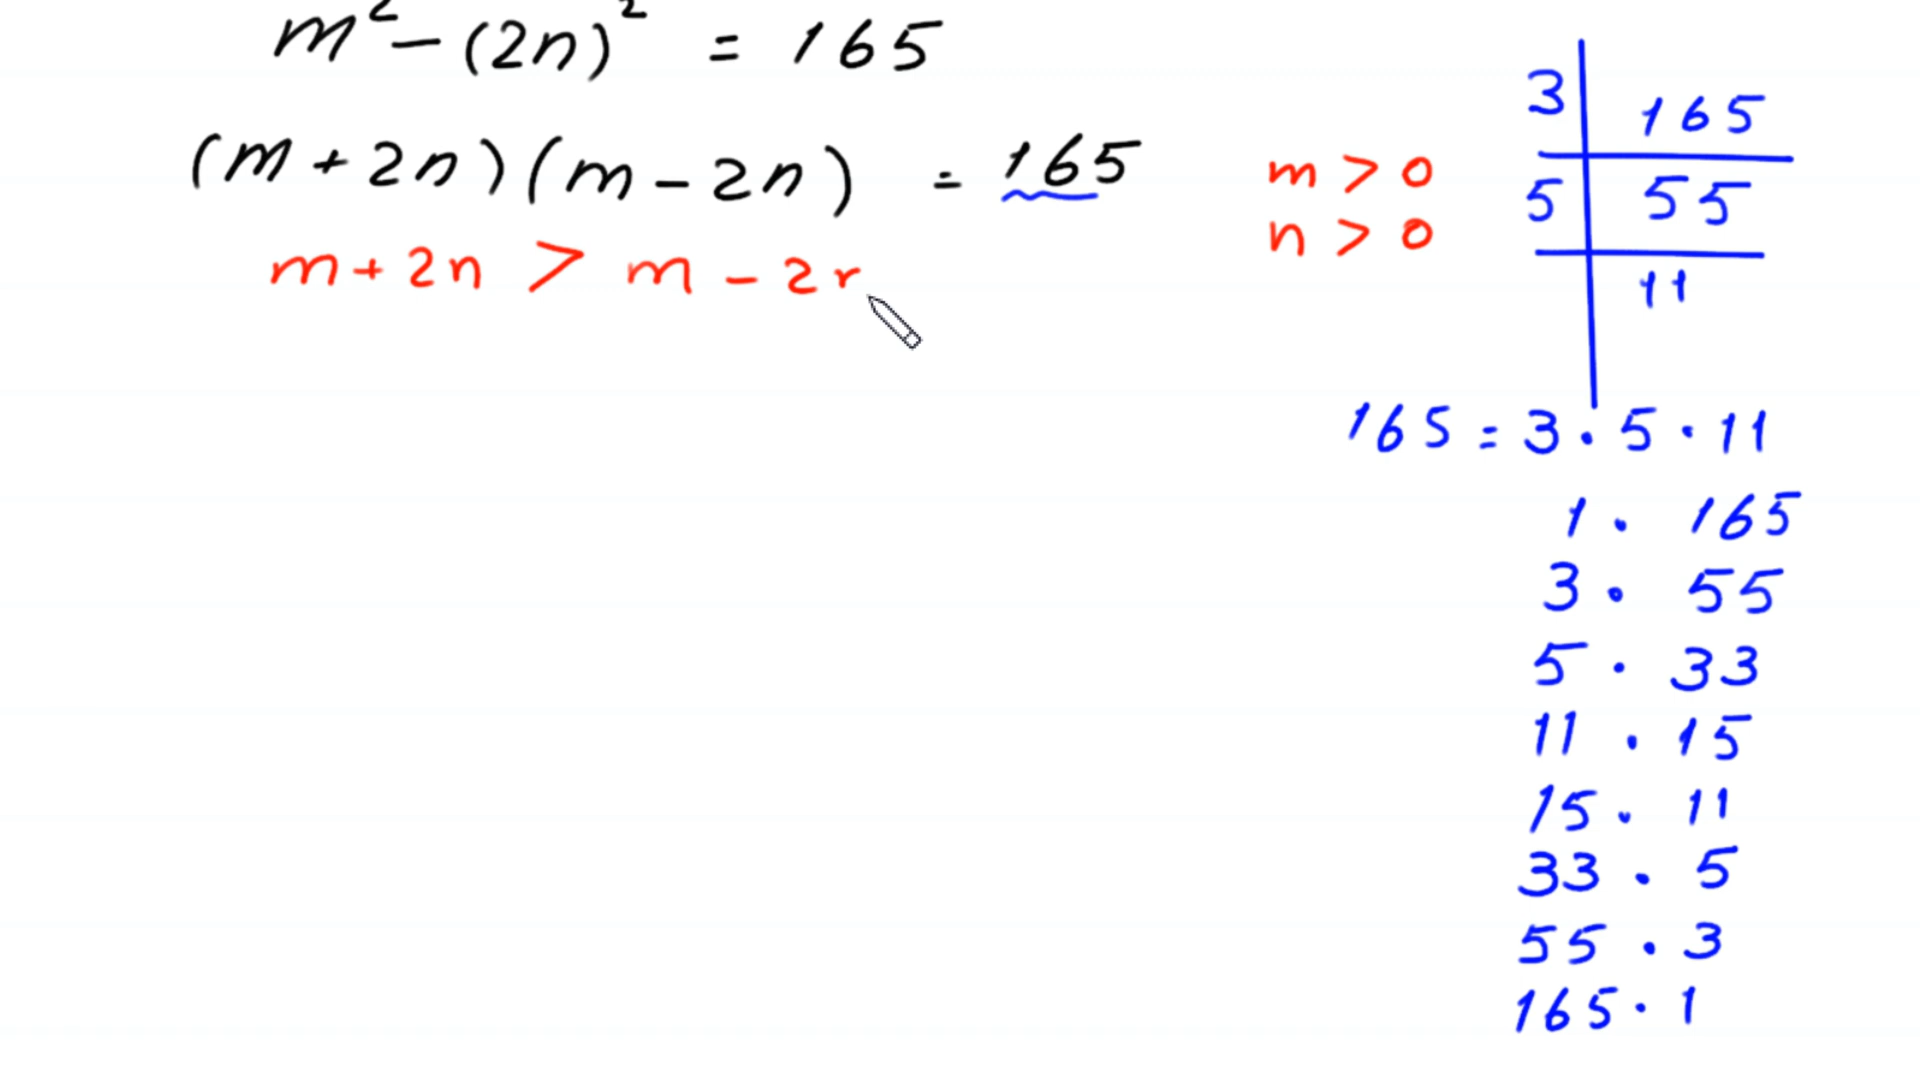 m² - (2n)² = 165
(m + 2n)(m - 2n) = 165
m + 2n > m - 2r
m > 0
n > 0
3 165
5 55
11
165 = 3 · 5 · 11
1 · 165
3 · 55
5 · 33
11 · 15
15 · 11
33 · 5
55 · 3
165 · 1